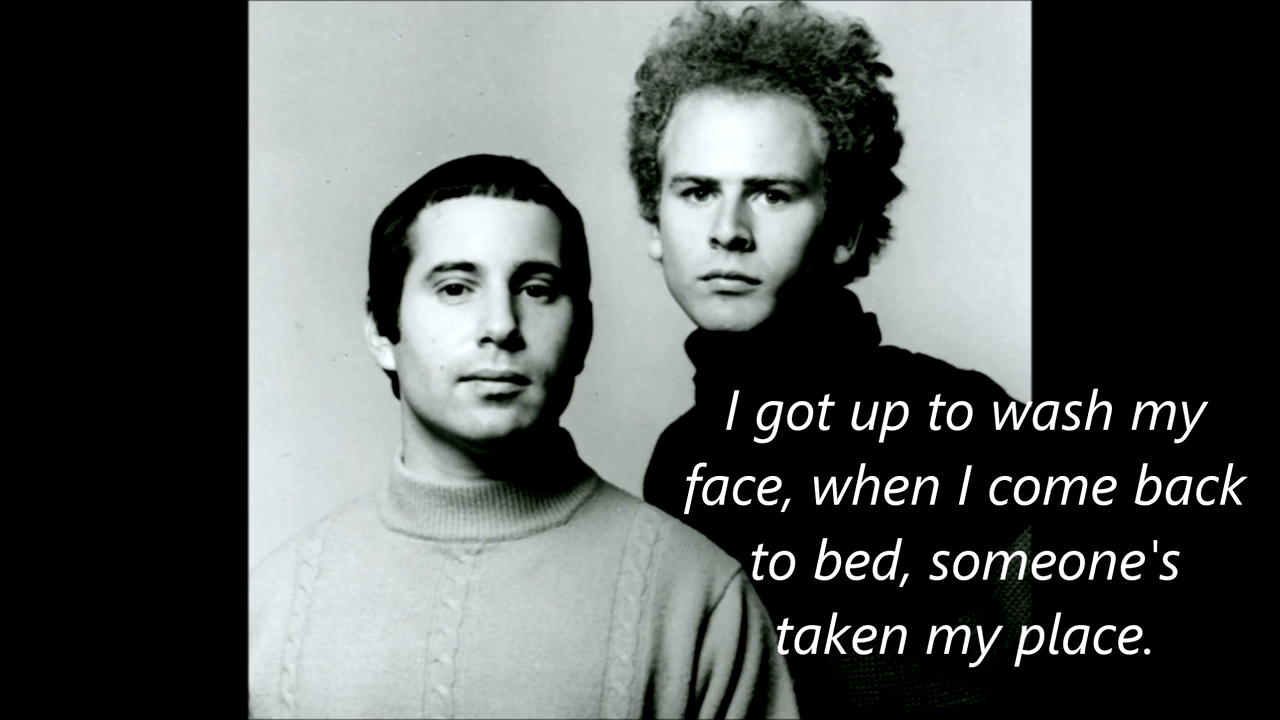 I got up to wash my
face, when I come back
to bed, someone's
taken my place.